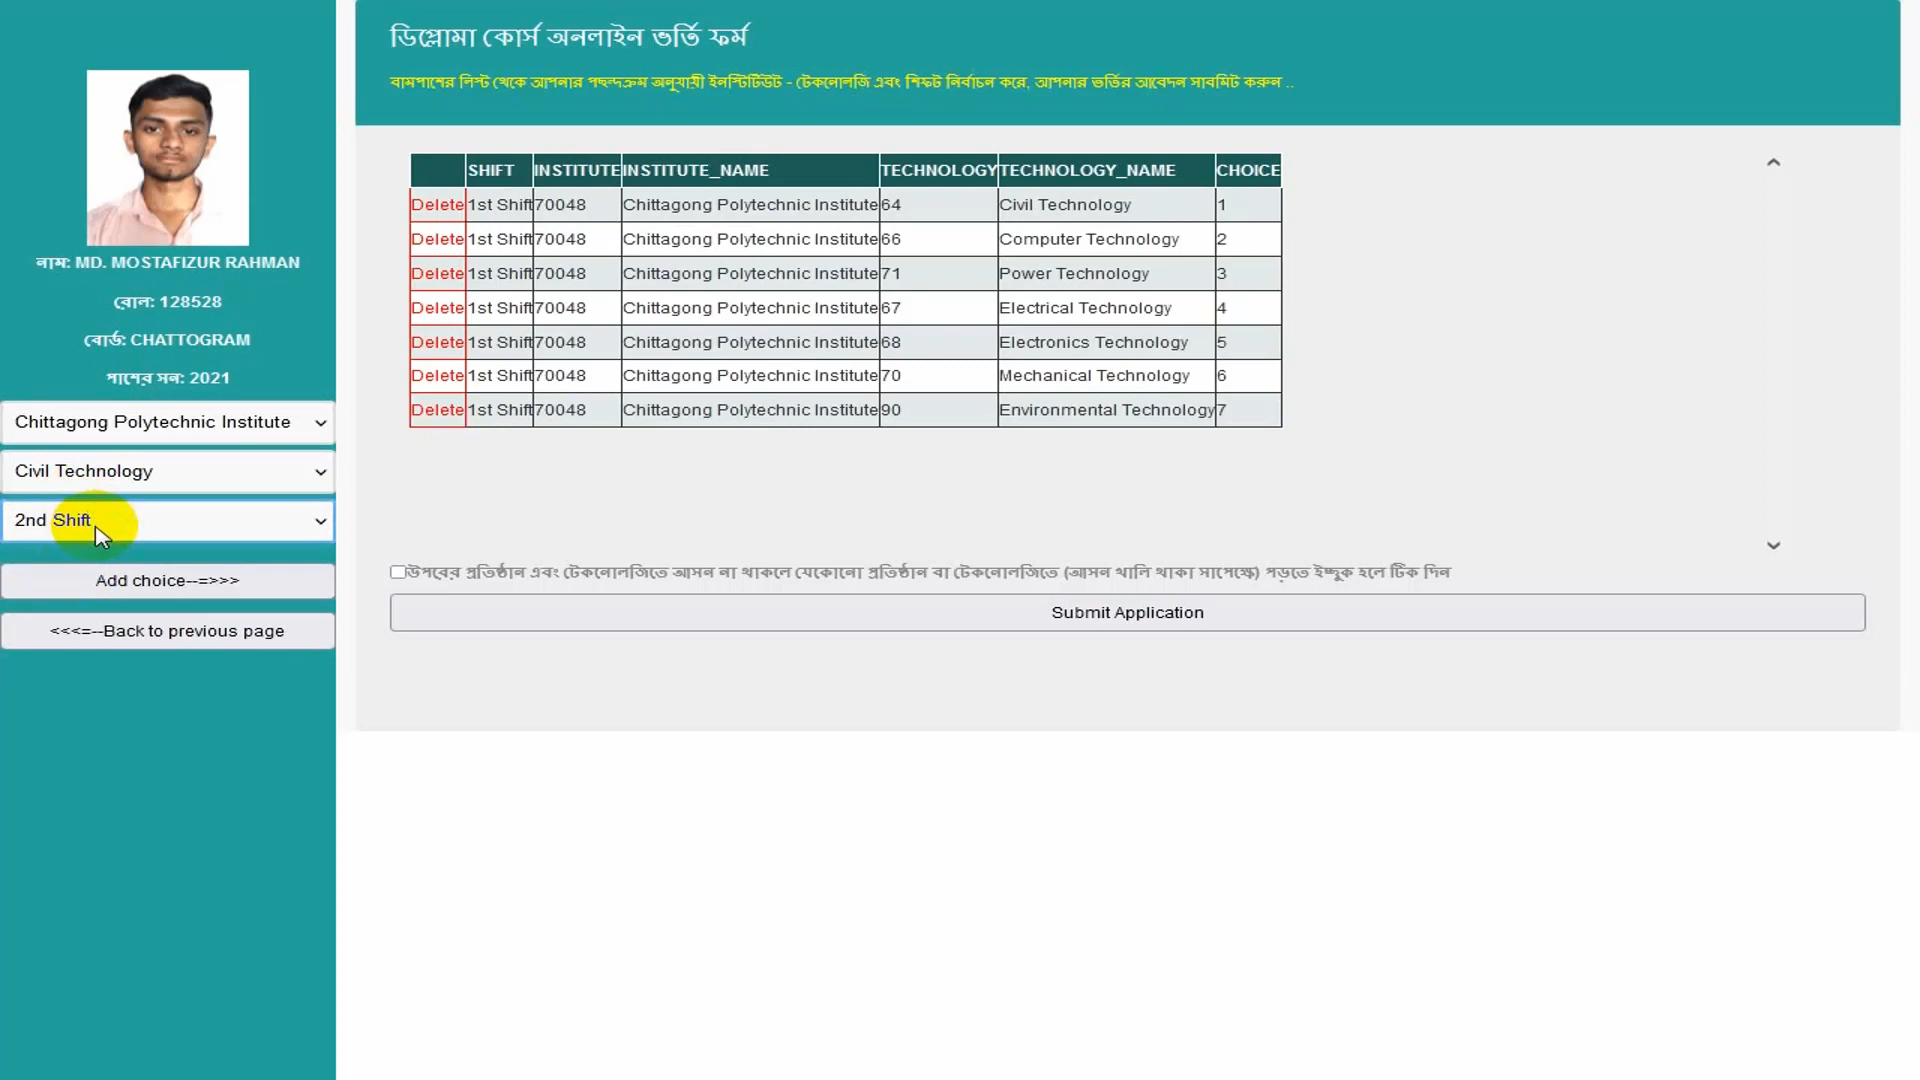 ডিপ্লোমা কোর্স অনলাইন ভর্তি ফর্ম
বামপাশের লিস্ট থেকে আপনার পছন্দক্রম অনুযায়ী ইনস্টিটিউট - টেকনোলজি এবং শিফট নির্বাচন করে, আপনার ভর্তির আবেদন সাবমিট করুন ..
নাম: MD. MOSTAFIZUR RAHMAN
রোল: 128528
বোর্ড: CHATTOGRAM
পাশের সন: 2021
Chittagong Polytechnic Institute
Civil Technology
2nd Shift
Add choice--=>>>
<<<=--Back to previous page
SHIFT INSTITUTE INSTITUTE_NAME TECHNOLOGY TECHNOLOGY_NAME CHOICE
Delete 1st Shift 70048 Chittagong Polytechnic Institute 64 Civil Technology 1
Delete 1st Shift 70048 Chittagong Polytechnic Institute 66 Computer Technology 2
Delete 1st Shift 70048 Chittagong Polytechnic Institute 71 Power Technology 3
Delete 1st Shift 70048 Chittagong Polytechnic Institute 67 Electrical Technology 4
Delete 1st Shift 70048 Chittagong Polytechnic Institute 68 Electronics Technology 5
Delete 1st Shift 70048 Chittagong Polytechnic Institute 70 Mechanical Technology 6
Delete 1st Shift 70048 Chittagong Polytechnic Institute 90 Environmental Technology 7
উপরের প্রতিষ্ঠান এবং টেকনোলজিতে আসন না থাকলে যেকোনো প্রতিষ্ঠান বা টেকনোলজিতে (আসন খালি থাকা সাপেক্ষে) পড়তে ইচ্ছুক হলে টিক দিন
Submit Application